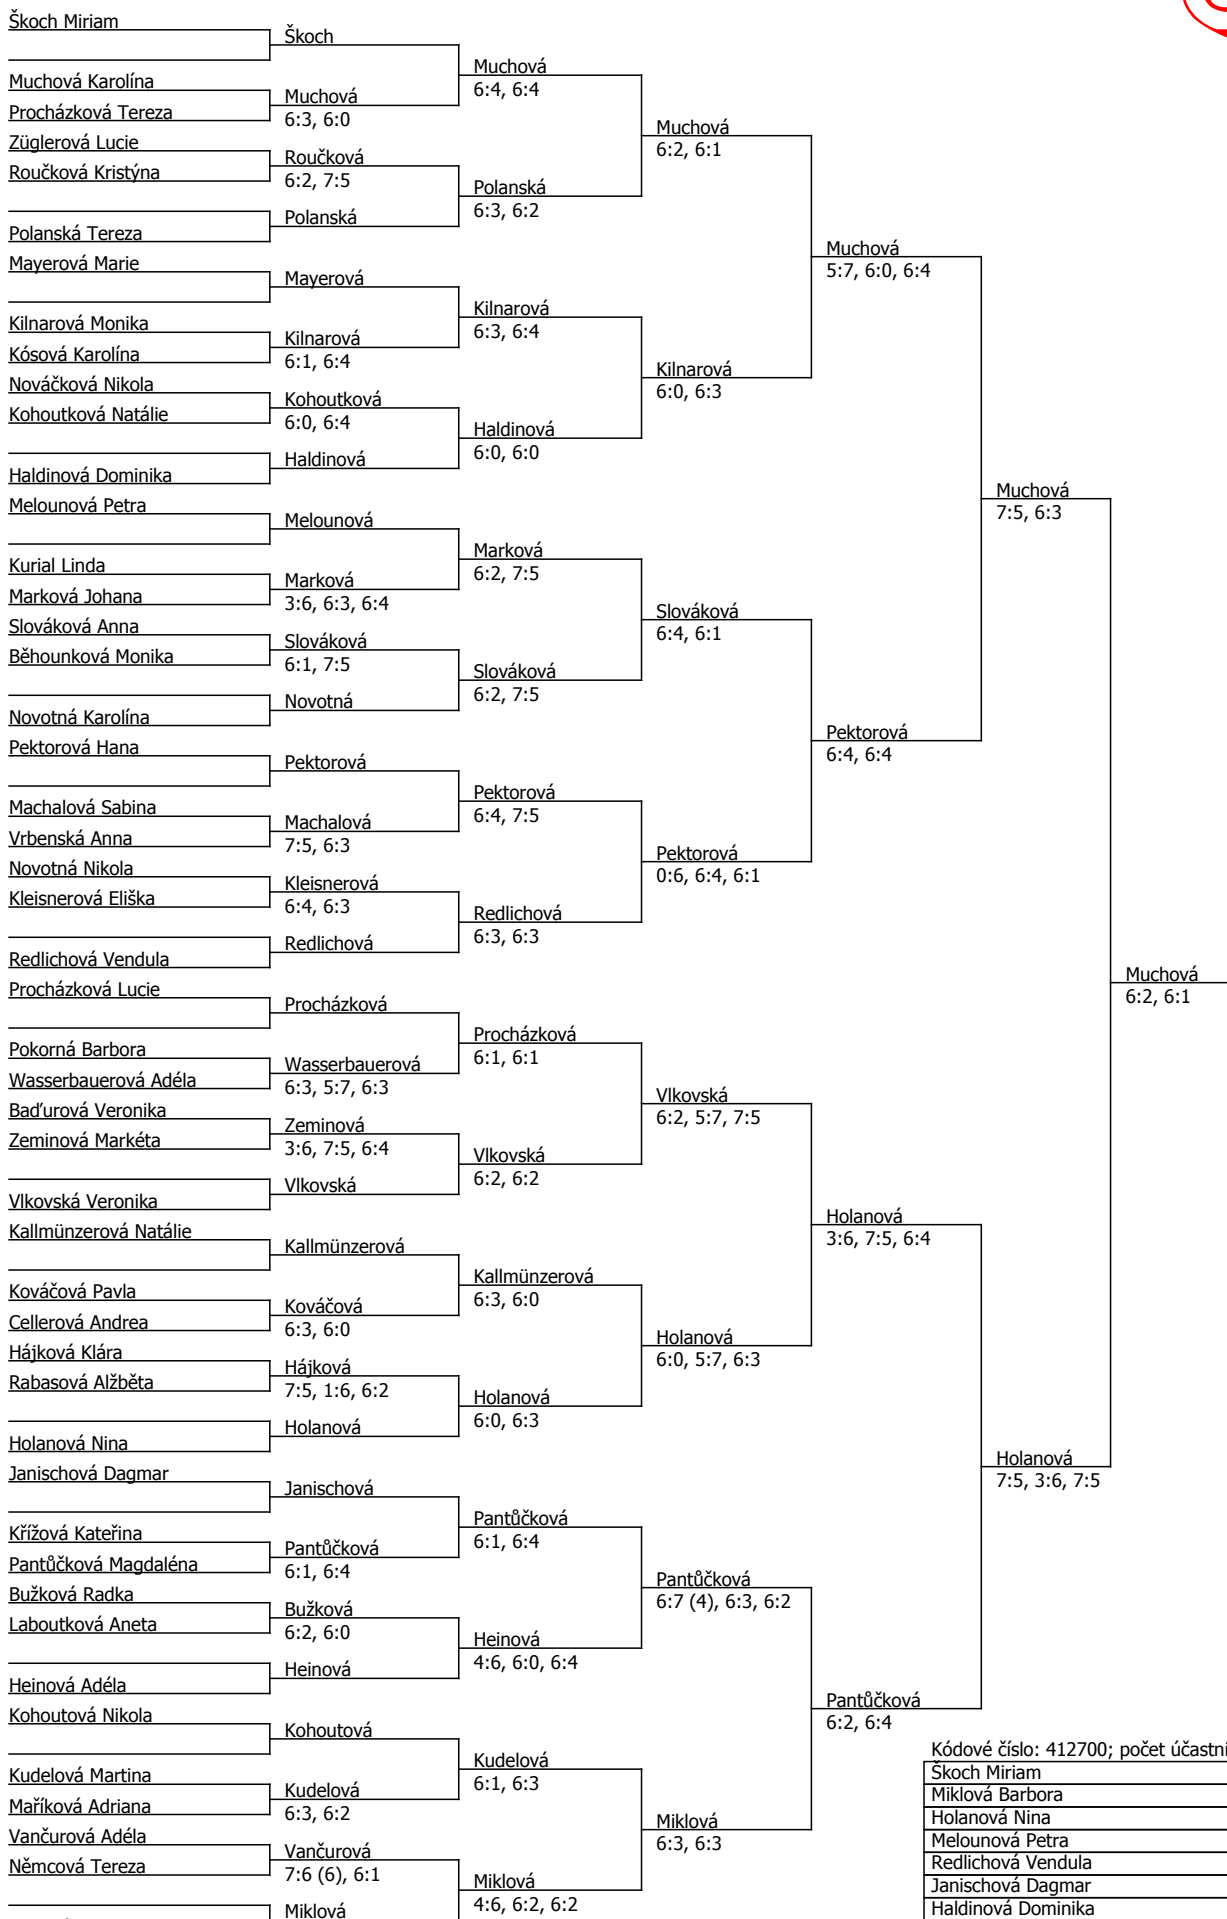 Škoch Miriam
Muchová Karolína
Procházková Tereza
Züglerová Lucie
Roučková Kristýna
Polanská Tereza
Mayerová Marie
Kilnarová Monika
Kósová Karolína
Nováčková Nikola
Kohoutková Natálie
Haldinová Dominika
Melounová Petra
Kurial Linda
Marková Johana
Slováková Anna
Běhounková Monika
Novotná Karolína
Pektorová Hana
Machalová Sabina
Vrbenská Anna
Novotná Nikola
Kleisnerová Eliška
Redlichová Vendula
Procházková Lucie
Pokorná Barbora
Wasserbauerová Adéla
Baďurová Veronika
Zeminová Markéta
Vlkovská Veronika
Kallmünzerová Natálie
Kováčová Pavla
Cellerová Andrea
Hájková Klára
Rabasová Alžběta
Holanová Nina
Janischová Dagmar
Křížová Kateřina
Pantůčková Magdaléna
Bužková Radka
Laboutková Aneta
Heinová Adéla
Kohoutová Nikola
Kudelová Martina
Maříková Adriana
Vančurová Adéla
Němcová Tereza
Škoch
Muchová
6:3, 6:0
Roučková
6:2, 7:5
Polanská
Mayerová
Kilnarová
6:1, 6:4
Kohoutková
6:0, 6:4
Haldinová
Melounová
Marková
3:6, 6:3, 6:4
Slováková
6:1, 7:5
Novotná
Pektorová
Machalová
7:5, 6:3
Kleisnerová
6:4, 6:3
Redlichová
Procházková
Wasserbauerová
6:3, 5:7, 6:3
Zeminová
3:6, 7:5, 6:4
Vlkovská
Kallmünzerová
Kováčová
6:3, 6:0
Hájková
7:5, 1:6, 6:2
Holanová
Janischová
Pantůčková
6:1, 6:4
Bužková
6:2, 6:0
Heinová
Kohoutová
Kudelová
6:3, 6:2
Vančurová
7:6 (6), 6:1
Miklová
Muchová
6:4, 6:4
Polanská
6:3, 6:2
Kilnarová
6:3, 6:4
Haldinová
6:0, 6:0
Marková
6:2, 7:5
Slováková
6:2, 7:5
Pektorová
6:4, 7:5
Redlichová
6:3, 6:3
Procházková
6:1, 6:1
Vlkovská
6:2, 6:2
Kallmünzerová
6:3, 6:0
Holanová
6:0, 6:3
Pantůčková
6:1, 6:4
Heinová
4:6, 6:0, 6:4
Kudelová
6:1, 6:3
Miklová
4:6, 6:2, 6:2
Muchová
6:2, 6:1
Kilnarová
6:0, 6:3
Slováková
6:4, 6:1
Pektorová
0:6, 6:4, 6:1
Vlkovská
6:2, 5:7, 7:5
Holanová
6:0, 5:7, 6:3
Pantůčková
6:7 (4), 6:3, 6:2
Miklová
6:3, 6:3
Muchová
5:7, 6:0, 6:4
Pektorová
6:4, 6:4
Holanová
3:6, 7:5, 6:4
Pantůčková
6:2, 6:4
Muchová
7:5, 6:3
Holanová
7:5, 3:6, 7:5
Muchová
6:2, 6:1
Kódové číslo: 412700; počet účastní
Škoch Miriam
Miklová Barbora
Holanová Nina
Melounová Petra
Redlichová Vendula
Janischová Dagmar
Haldinová Dominika